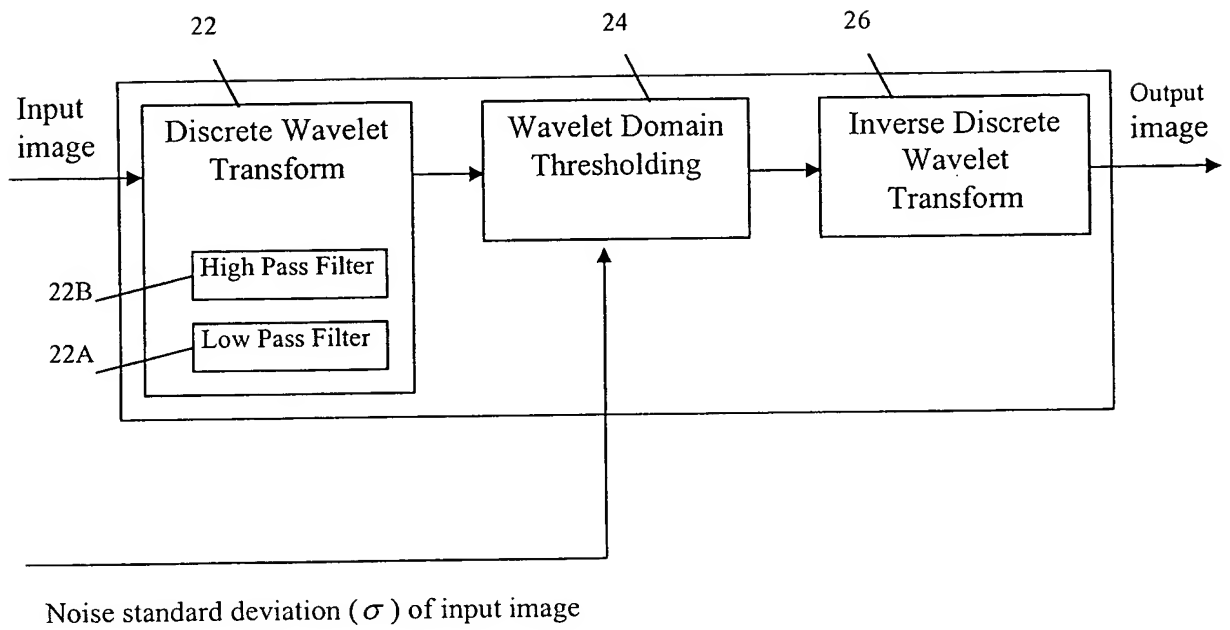 22
24
26
Input
image
Discrete Wavelet
Transform
Wavelet Domain
Thresholding
Inverse Discrete
Wavelet
Transform
Output
image
High Pass Filter
22B
Low Pass Filter
22A
Noise standard deviation (σ) of input image